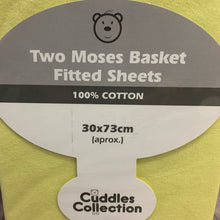 Two Moses Basket
Fitted Sheets
100% COTTON
30x73cm
(aprox.)
Cuddles
Collection